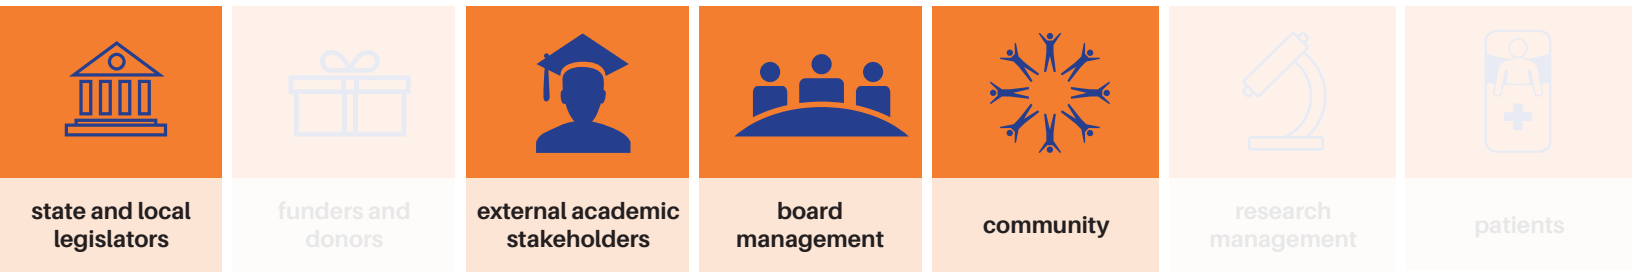 state and local
legislators
funders and
donors
external academic
stakeholders
board
management
community
research
management
patients